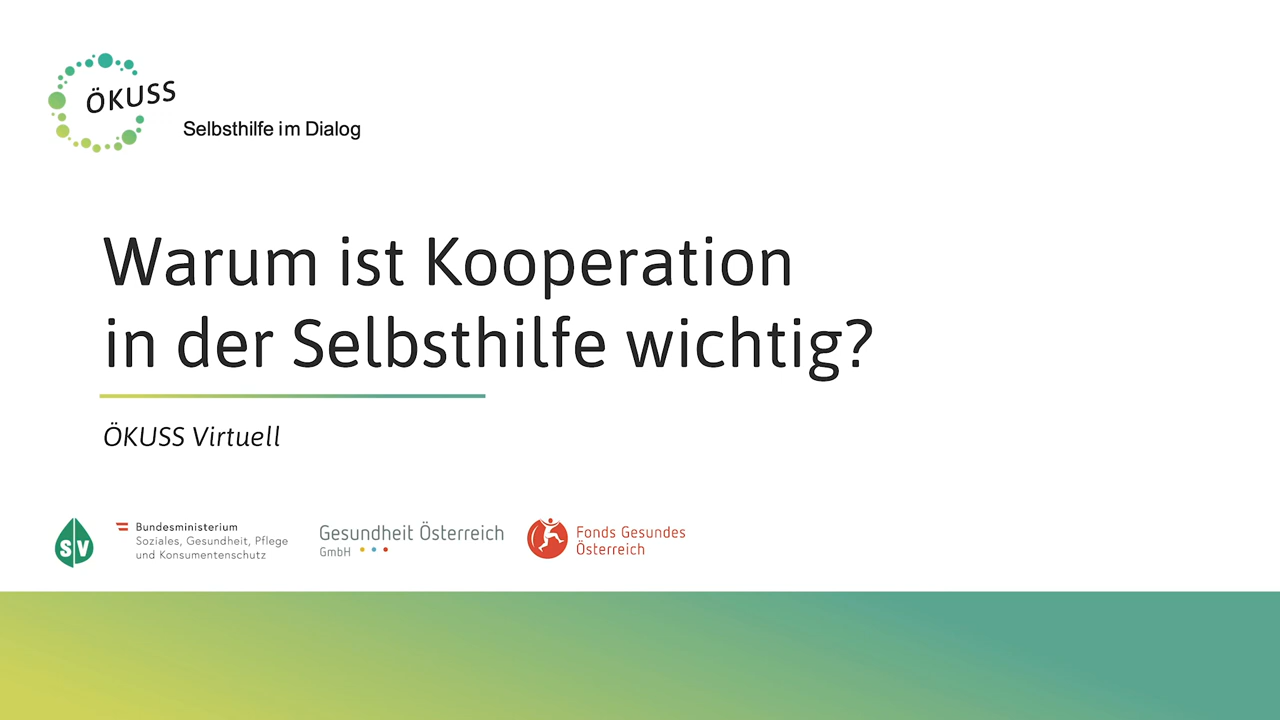 ÖKUSS
Selbsthilfe im Dialog
Warum ist Kooperation
in der Selbsthilfe wichtig?
ÖKUSS Virtuell
SV
Bundesministerium
Soziales, Gesundheit, Pflege
und Konsumentenschutz
Gesundheit Österreich
GmbH
Fonds Gesundes
Österreich